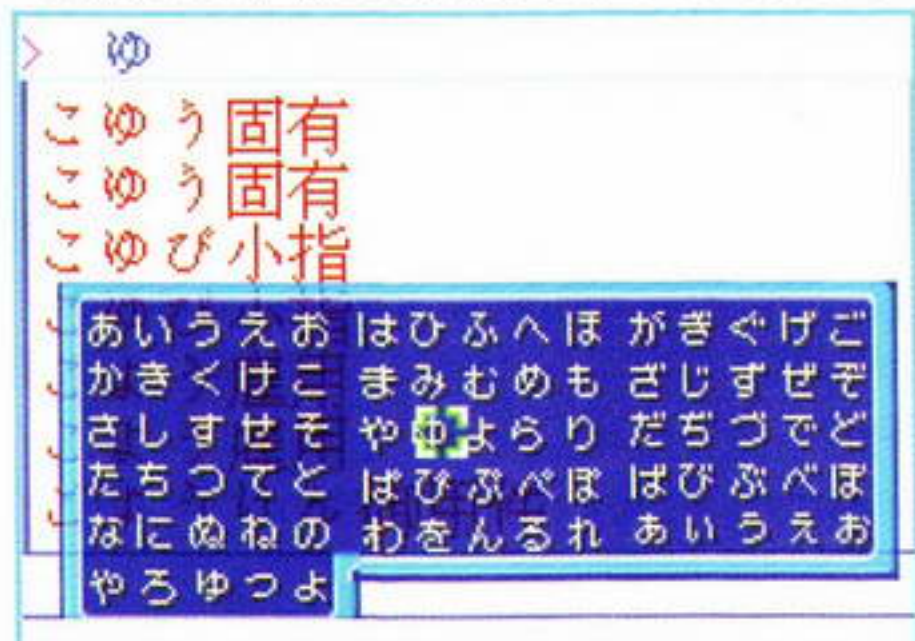 > ゆ
こゆう固有
こゆう固有
こゆび小指
あいうえお はひふへほ がぎぐげご
かきくけこ まみむめも ざじずぜぞ
さしすせそ やゆよらり だぢづでど
たちつてと ぱぴぷぺぽ ばびぶべぼ
なにぬねの わをんるれ ぁぃぅぇぉ
ゃろゅっょ